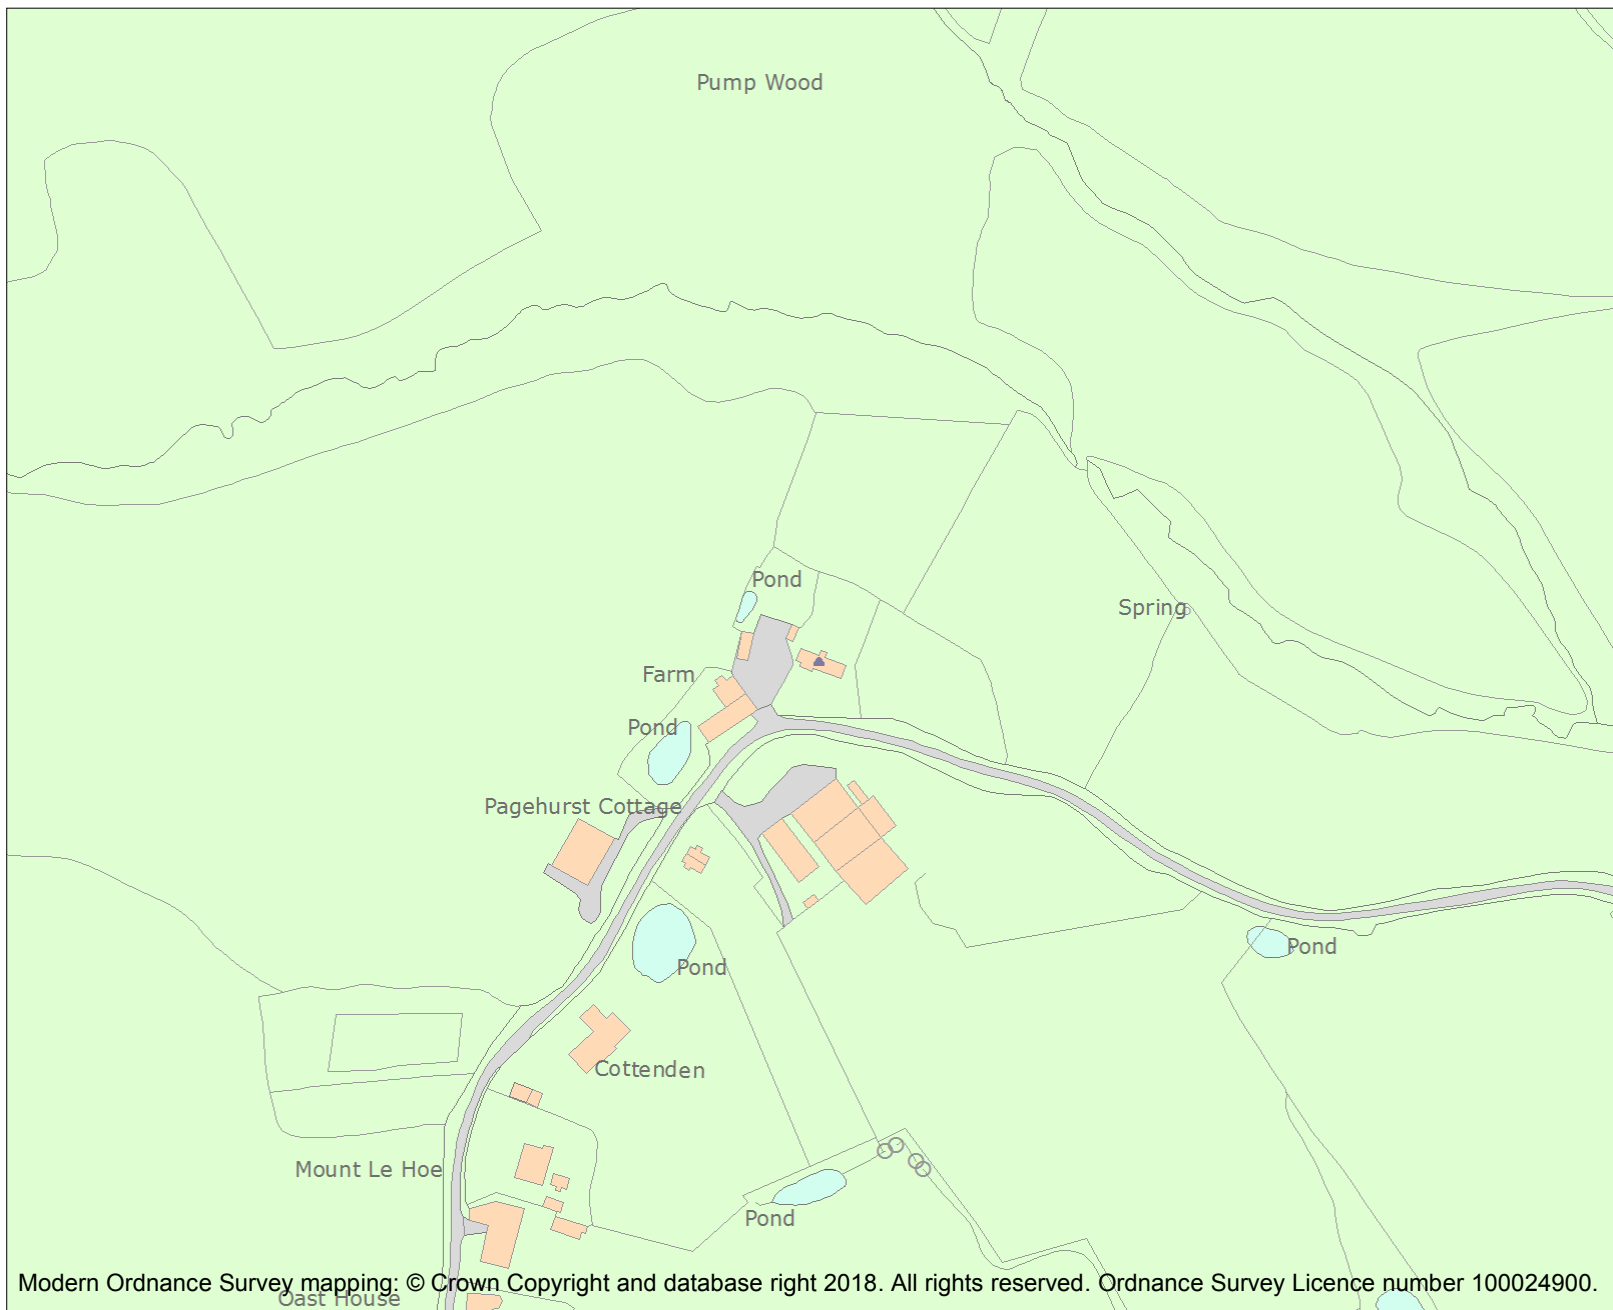 Pump Wood
Pond
Spring
Farm
Pond
Pagehurst Cottage
Pond
Pond
Cottenden
Mount Le Hoe
Pond
Modern Ordnance Survey mapping: © Crown Copyright and database right 2018. All rights reserved. Ordnance Survey Licence number 100024900.
Oast House